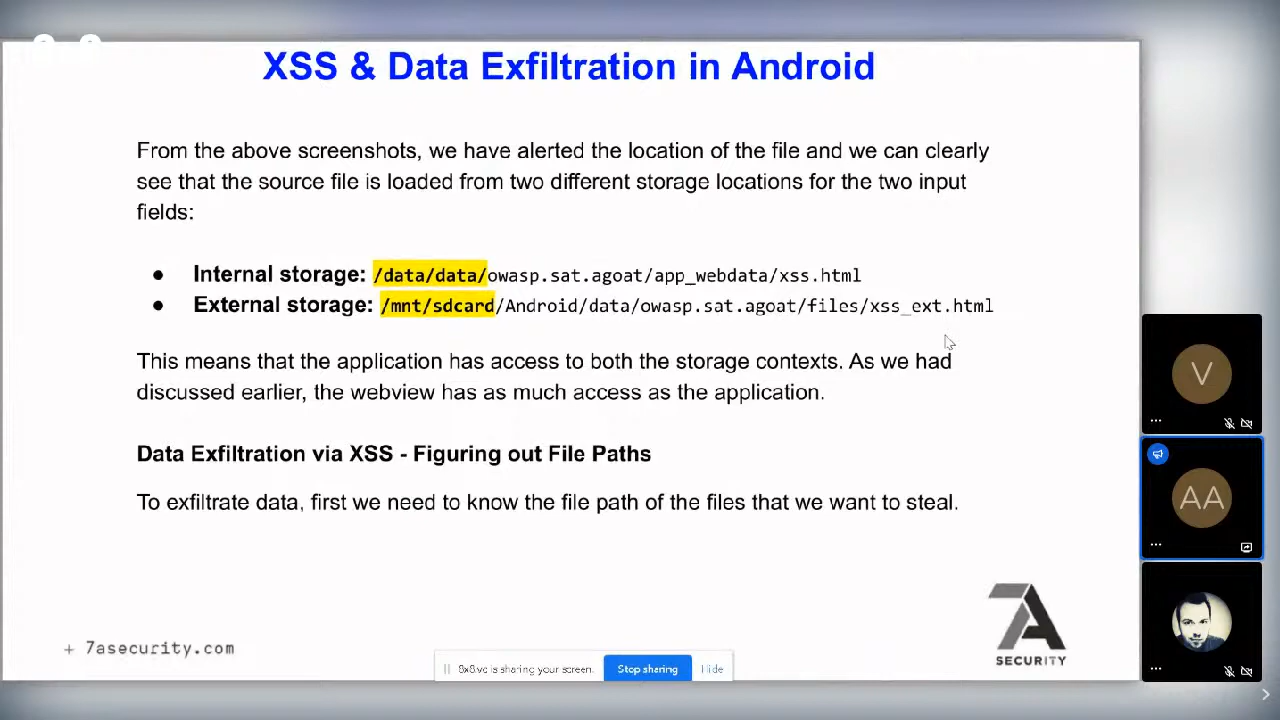 XSS & Data Exfiltration in Android
From the above screenshots, we have alerted the location of the file and we can clearly
see that the source file is loaded from two different storage locations for the two input
fields:
● Internal storage: /data/data/owasp.sat.agoat/app_webdata/xss.html
● External storage: /mnt/sdcard/Android/data/owasp.sat.agoat/files/xss_ext.html
This means that the application has access to both the storage contexts. As we had
discussed earlier, the webview has as much access as the application.
Data Exfiltration via XSS - Figuring out File Paths
To exfiltrate data, first we need to know the file path of the files that we want to steal.
+ 7asecurity.com
7A
SECURITY
8x8.vc is sharing your screen. Stop sharing Hide
V
AA